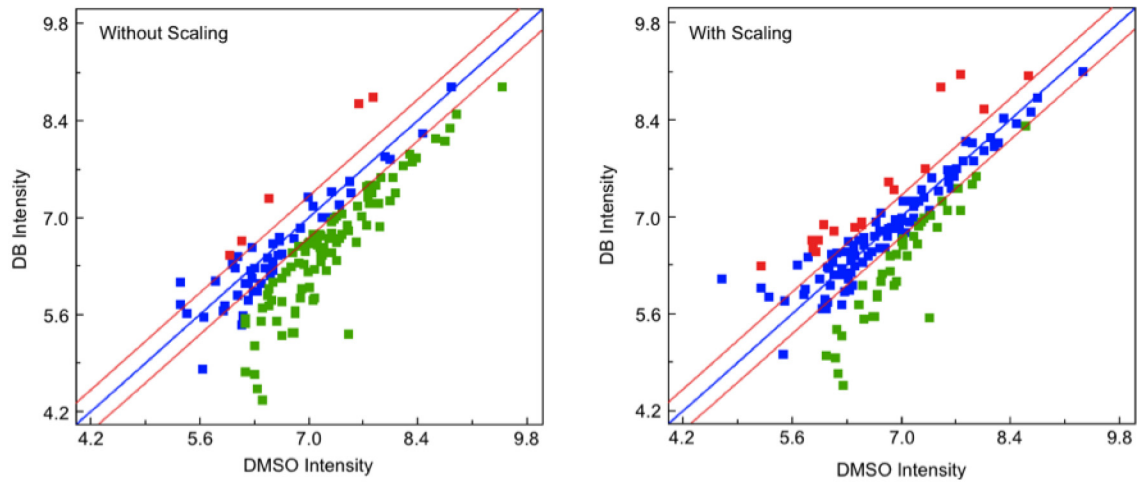 Without Scaling
9.8
8.4
7.0
5.6
4.2
DB Intensity
4.2 5.6 7.0 8.4 9.8
DMSO Intensity
With Scaling
9.8
8.4
7.0
5.6
4.2
DB Intensity
4.2 5.6 7.0 8.4 9.8
DMSO Intensity